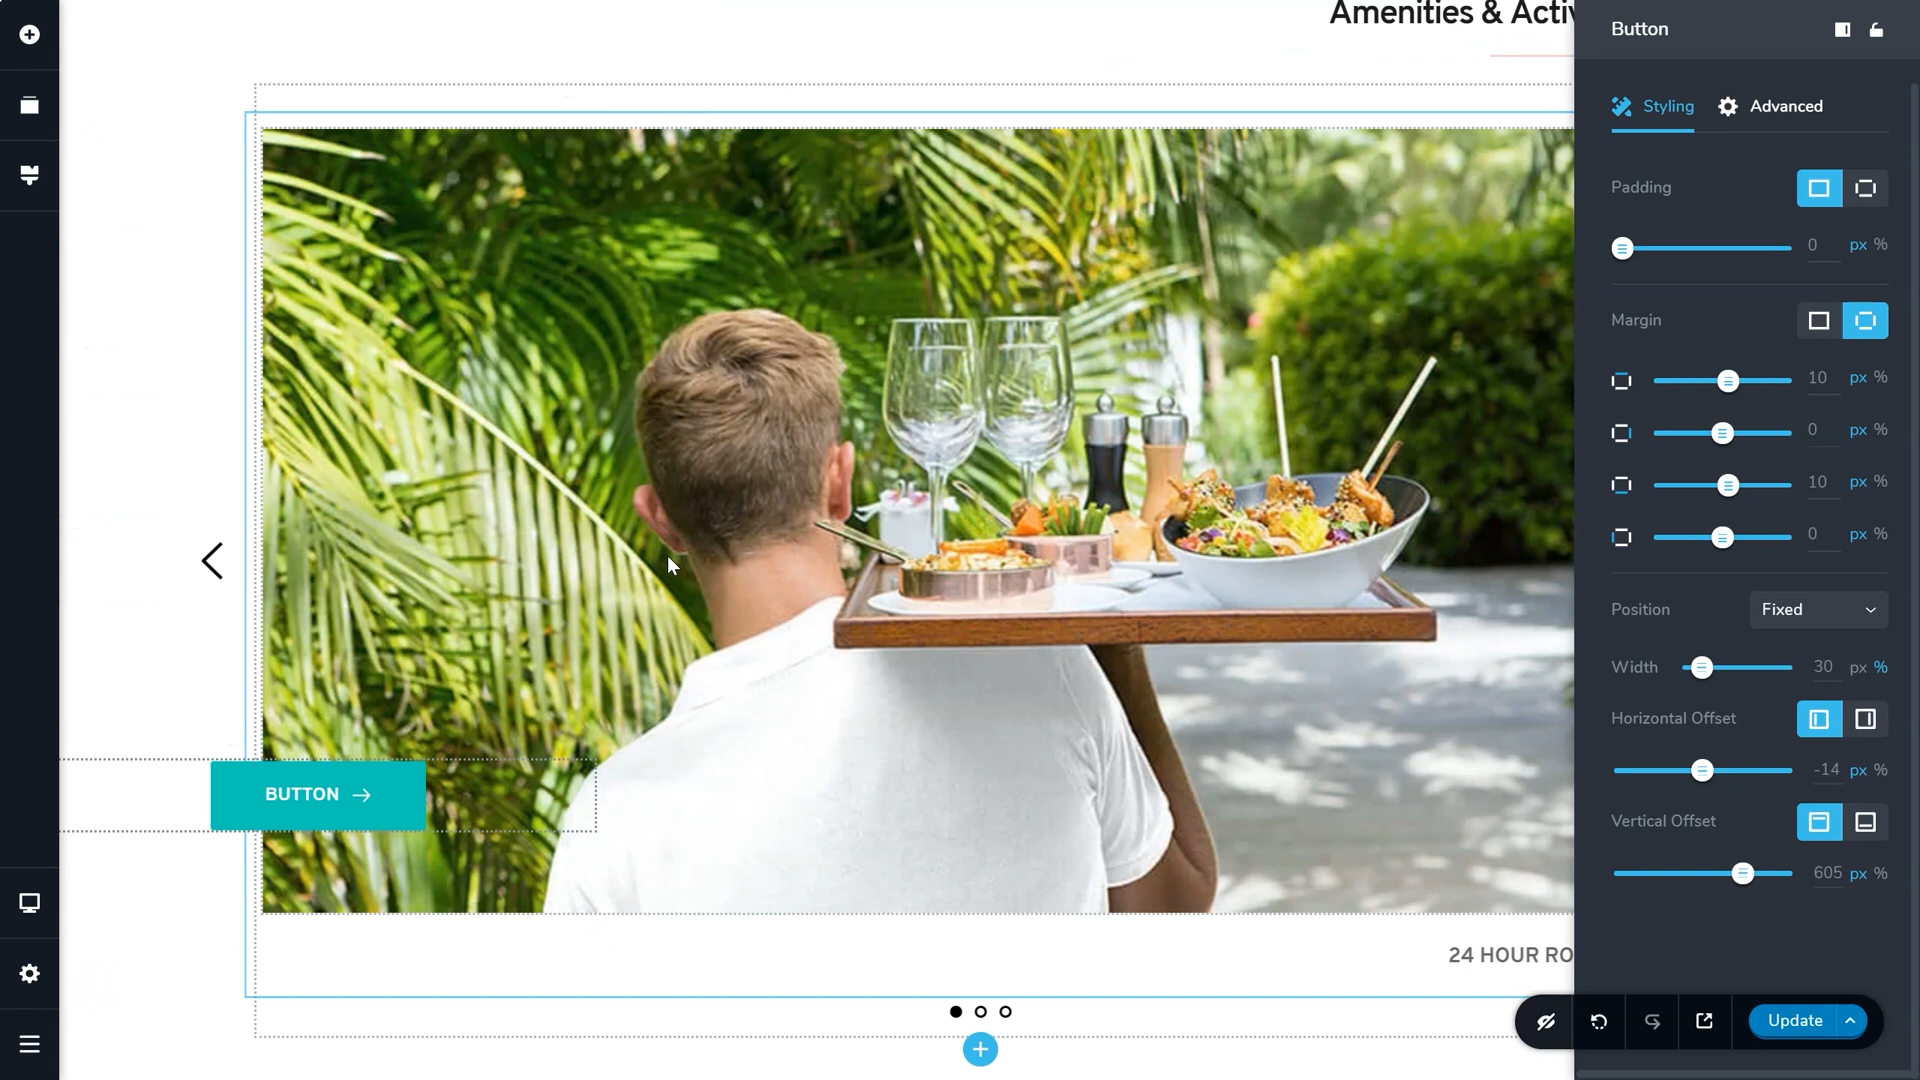 Amenities & Activ
Button
Styling
Advanced
Padding
0 px %
Margin
10 px %
0 px %
10 px %
0 px %
Position
Fixed
Width
30 px %
Horizontal Offset
-14 px %
Vertical Offset
605 px %
BUTTON →
24 HOUR RO
Update